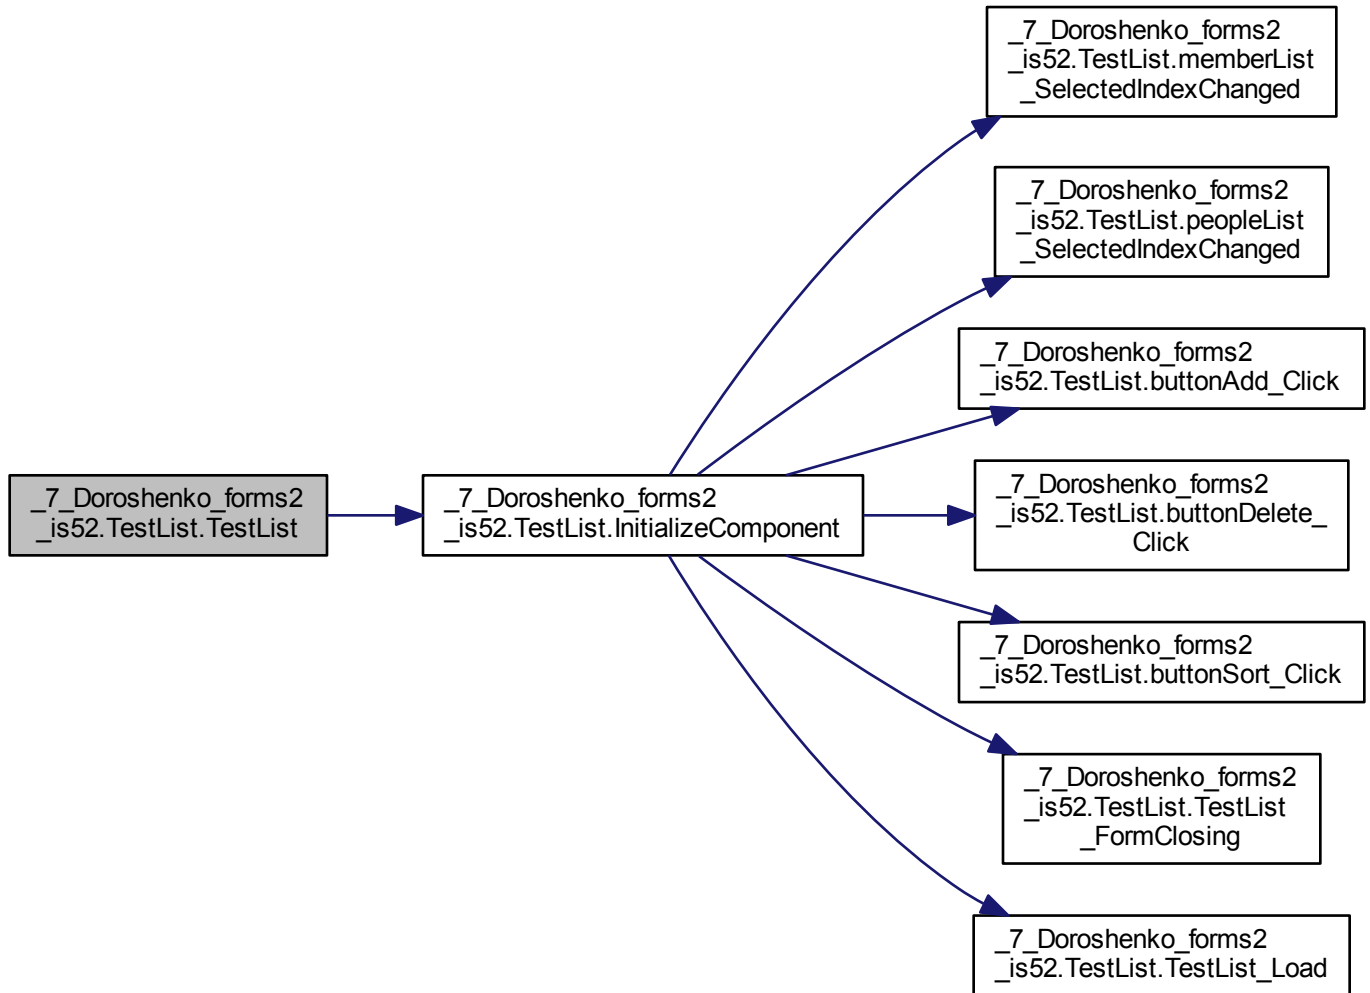 _7_Doroshenko_forms2
_is52.TestList.memberList
_SelectedIndexChanged
_7_Doroshenko_forms2
_is52.TestList.peopleList
_SelectedIndexChanged
_7_Doroshenko_forms2
_is52.TestList.buttonAdd_Click
_7_Doroshenko_forms2
_is52.TestList.TestList
_7_Doroshenko_forms2
_is52.TestList.InitializeComponent
_7_Doroshenko_forms2
_is52.TestList.buttonDelete_
Click
_7_Doroshenko_forms2
_is52.TestList.buttonSort_Click
_7_Doroshenko_forms2
_is52.TestList.TestList
_FormClosing
_7_Doroshenko_forms2
_is52.TestList.TestList_Load